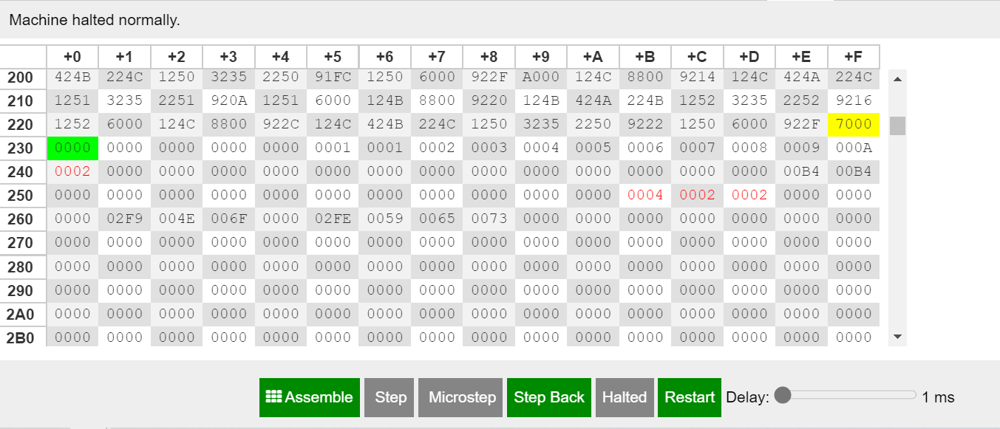 Machine halted normally.
+0 +1 +2 +3 +4 +5 +6 +7 +8 +9 +A +B +C +D +E +F
200 424B 224C 1250 3235 2250 91FC 1250 6000 922F A000 124C 8800 9214 124C 424A 224C
210 1251 3235 2251 920A 1251 6000 124B 8800 9220 124B 424A 224B 1252 3235 2252 9216
220 1252 6000 124C 8800 922C 124C 424B 224C 1250 3235 2250 9222 1250 6000 922F 7000
230 0000 0000 0000 0000 0000 0001 0001 0002 0003 0004 0005 0006 0007 0008 0009 000A
240 0002 0000 0000 0000 0000 0000 0000 0000 0000 0000 0000 0000 0000 0000 00B4 00B4
250 0000 0000 0000 0000 0000 0000 0000 0000 0000 0000 0000 0004 0002 0002 0000 0000
260 0000 02F9 004E 006F 0000 02FE 0059 0065 0073 0000 0000 0000 0000 0000 0000 0000
270 0000 0000 0000 0000 0000 0000 0000 0000 0000 0000 0000 0000 0000 0000 0000 0000
280 0000 0000 0000 0000 0000 0000 0000 0000 0000 0000 0000 0000 0000 0000 0000 0000
290 0000 0000 0000 0000 0000 0000 0000 0000 0000 0000 0000 0000 0000 0000 0000 0000
2A0 0000 0000 0000 0000 0000 0000 0000 0000 0000 0000 0000 0000 0000 0000 0000 0000
2B0 0000 0000 0000 0000 0000 0000 0000 0000 0000 0000 0000 0000 0000 0000 0000 0000
Assemble Step Microstep Step Back Halted Restart Delay: 1 ms